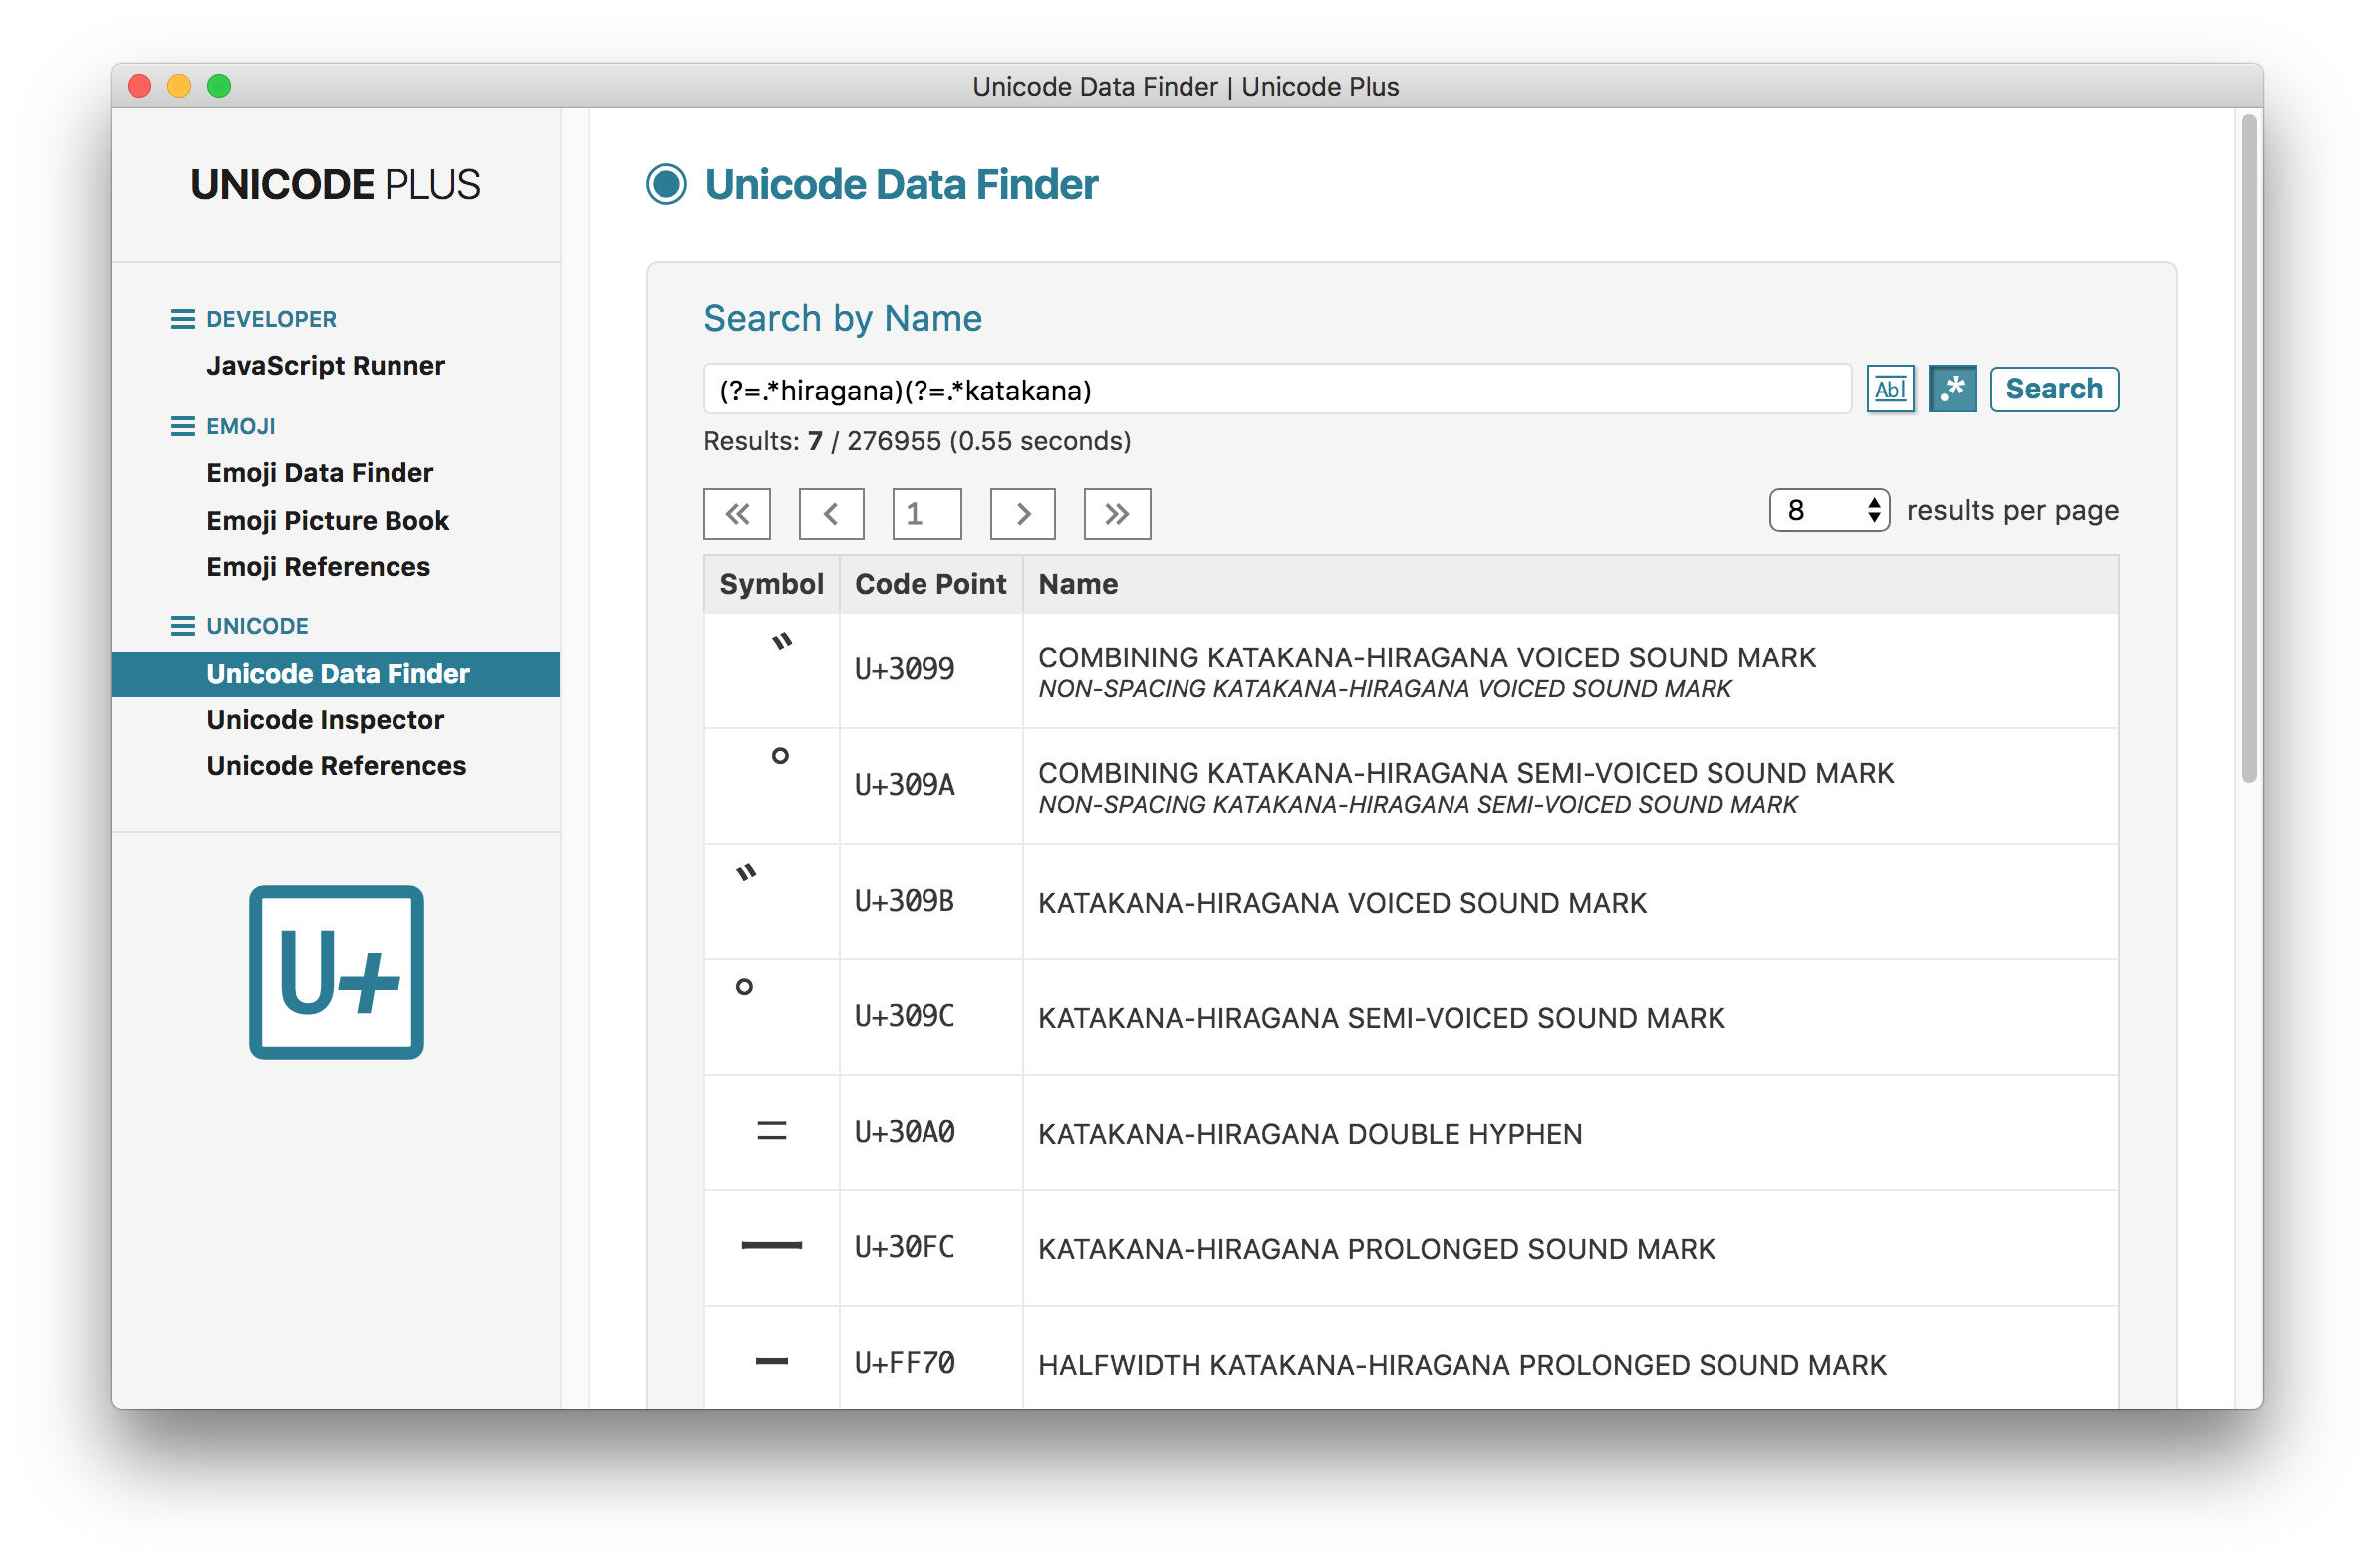 Unicode Data Finder | Unicode Plus
UNICODE PLUS
DEVELOPER
JavaScript Runner
EMOJI
Emoji Data Finder
Emoji Picture Book
Emoji References
UNICODE
Unicode Data Finder
Unicode Inspector
Unicode References
U+
Unicode Data Finder
Search by Name
(?=.*hiragana)(?=.*katakana) Abl .* Search
Results: 7 / 276955 (0.55 seconds)
« ‹ 1 › » 8 results per page
Symbol Code Point Name
゙ U+3099 COMBINING KATAKANA-HIRAGANA VOICED SOUND MARK
NON-SPACING KATAKANA-HIRAGANA VOICED SOUND MARK
゚ U+309A COMBINING KATAKANA-HIRAGANA SEMI-VOICED SOUND MARK
NON-SPACING KATAKANA-HIRAGANA SEMI-VOICED SOUND MARK
゛ U+309B KATAKANA-HIRAGANA VOICED SOUND MARK
゜ U+309C KATAKANA-HIRAGANA SEMI-VOICED SOUND MARK
゠ U+30A0 KATAKANA-HIRAGANA DOUBLE HYPHEN
ー U+30FC KATAKANA-HIRAGANA PROLONGED SOUND MARK
ｰ U+FF70 HALFWIDTH KATAKANA-HIRAGANA PROLONGED SOUND MARK